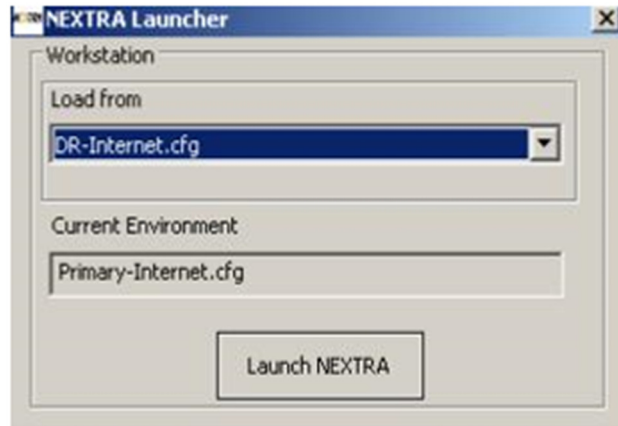 NEXTRA Launcher
Workstation
Load from
DR-Internet.cfg
Current Environment
Primary-Internet.cfg
Launch NEXTRA